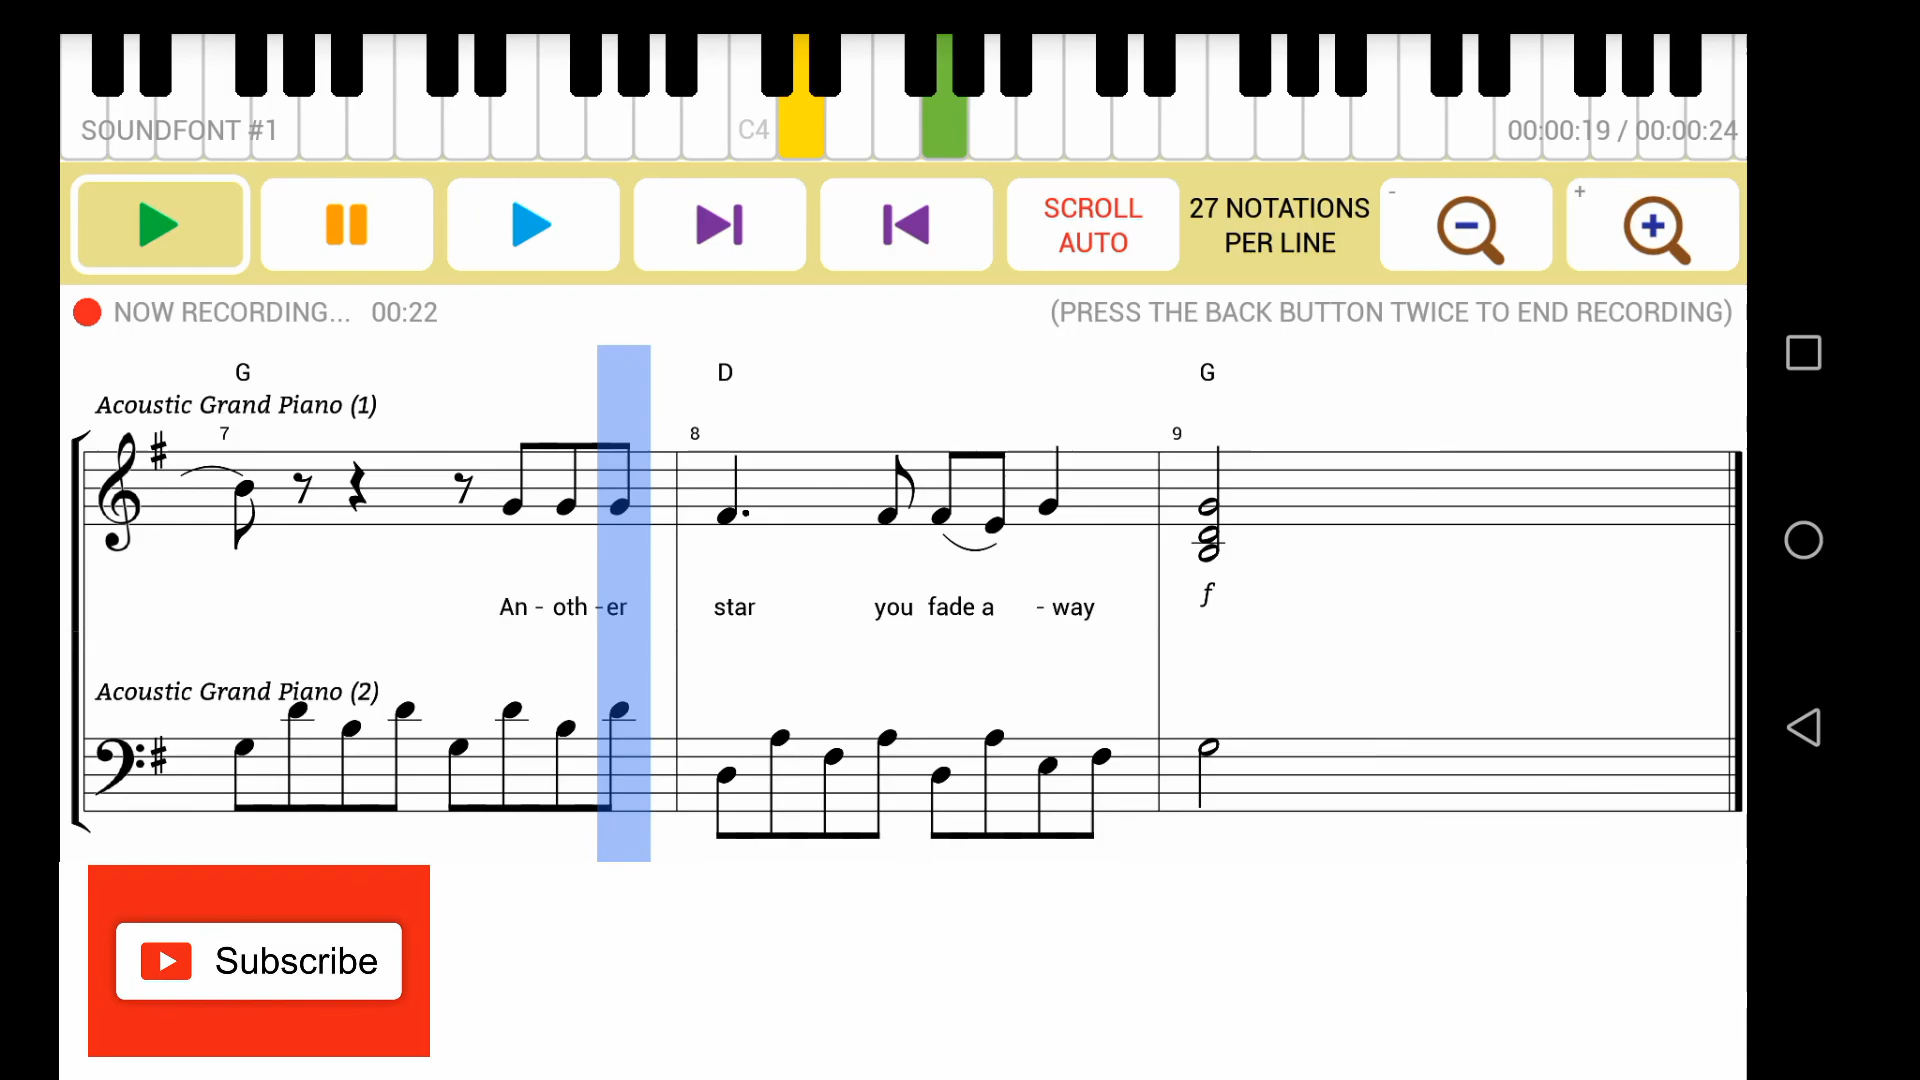 SOUNDFONT #1
C4
00:00:19 / 00:00:24
SCROLL
AUTO
27 NOTATIONS
PER LINE
-
+
NOW RECORDING... 00:22
(PRESS THE BACK BUTTON TWICE TO END RECORDING)
G D G
Acoustic Grand Piano (1)
7 8 9
An - oth - er star you fade a - way f
Acoustic Grand Piano (2)
Subscribe